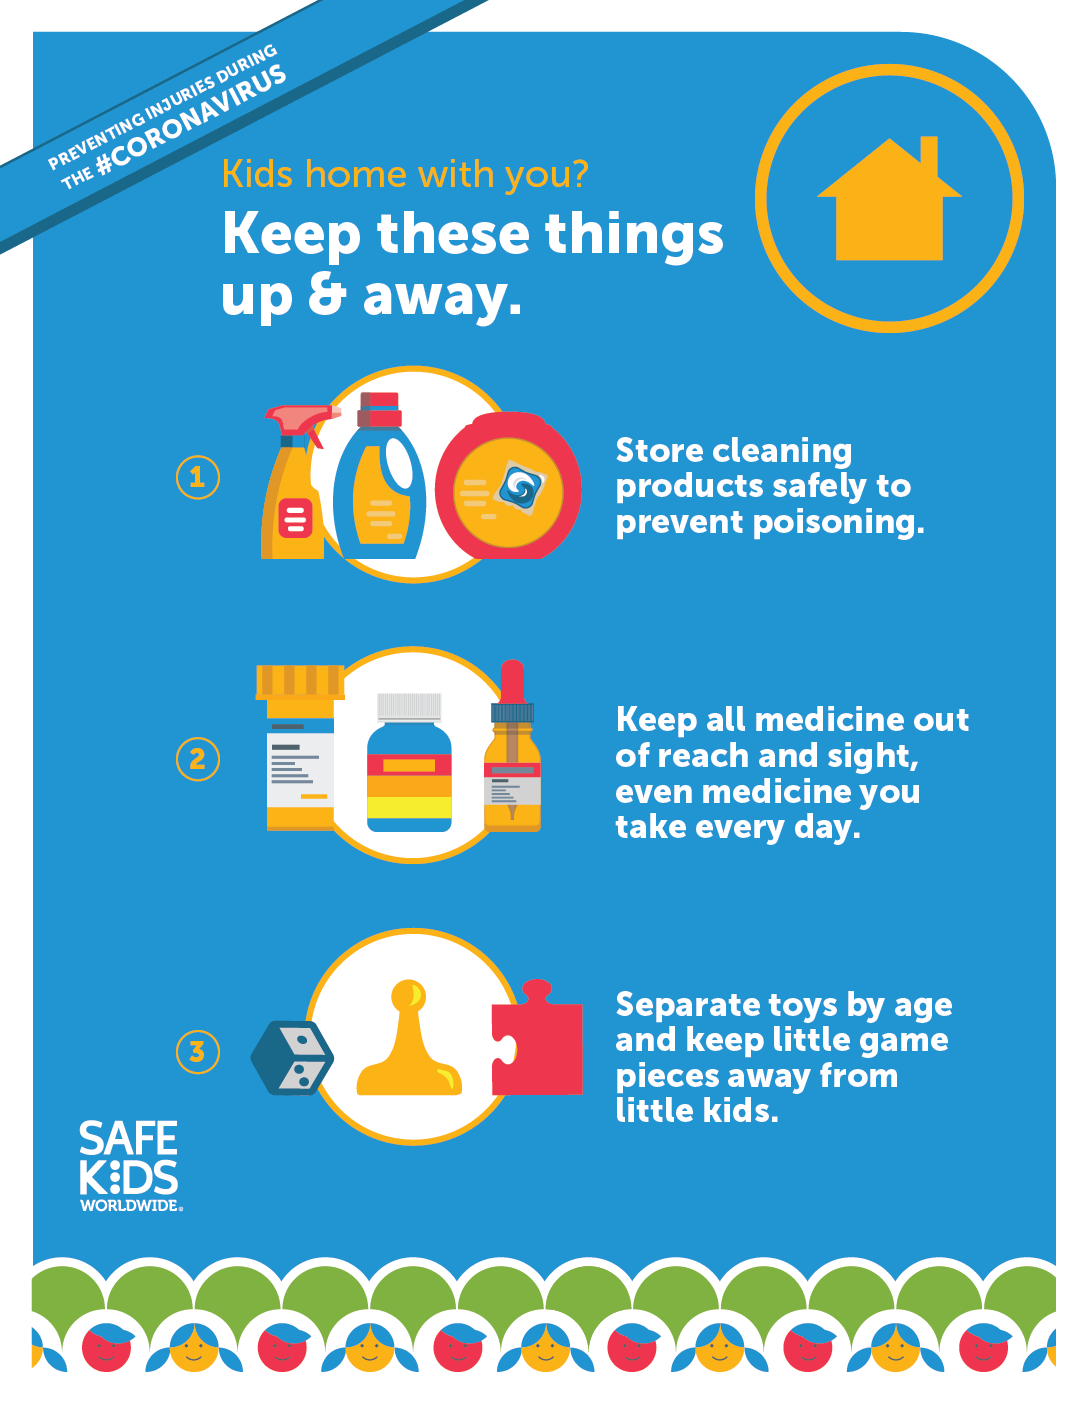 PREVENTING INJURIES DURING
THE #CORONAVIRUS
Kids home with you?
Keep these things
up & away.
1
Store cleaning
products safely to
prevent poisoning.
2
Keep all medicine out
of reach and sight,
even medicine you
take every day.
3
Separate toys by age
and keep little game
pieces away from
little kids.
SAFE
KIDS
WORLDWIDE®